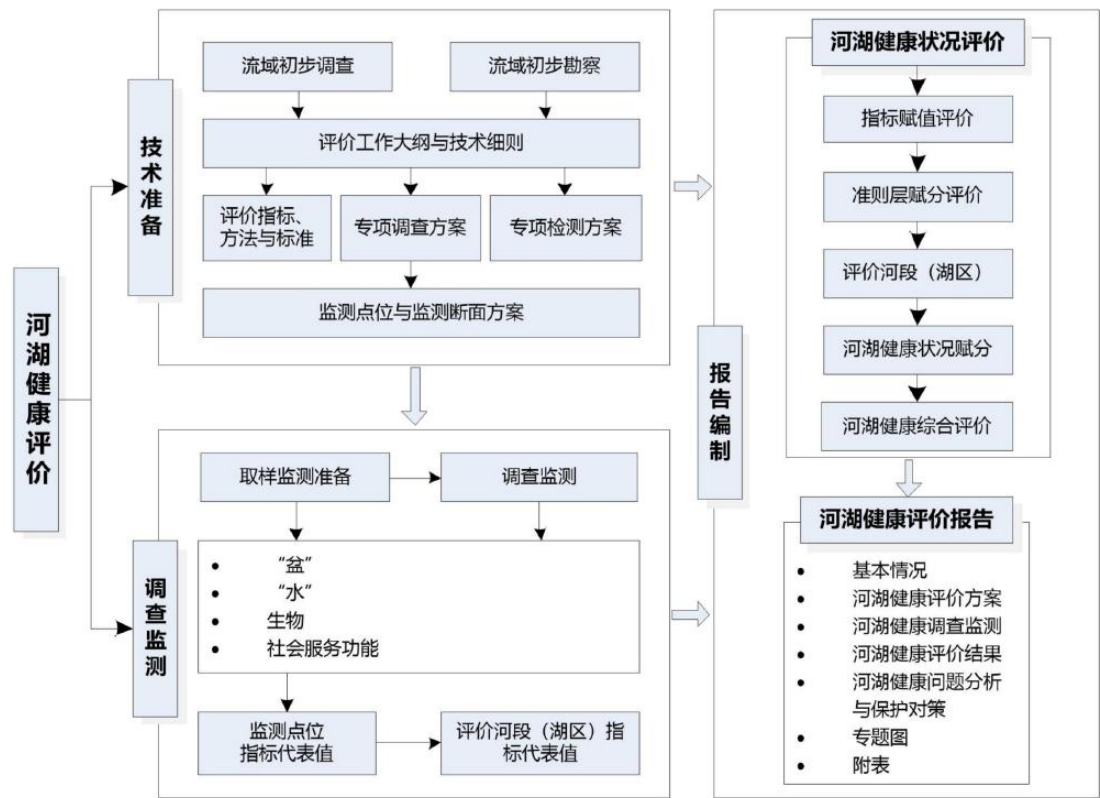 河湖健康评价
技术准备
流域初步调查
流域初步勘察
评价工作大纲与技术细则
评价指标、
方法与标准
专项调查方案
专项检测方案
监测点位与监测断面方案
调查监测
取样监测准备
调查监测
• “盆”
• “水”
• 生物
• 社会服务功能
监测点位
指标代表值
评价河段（湖区）指
标代表值
报告编制
河湖健康状况评价
指标赋值评价
准则层赋分评价
评价河段（湖区）
河湖健康状况赋分
河湖健康综合评价
河湖健康评价报告
• 基本情况
• 河湖健康评价方案
• 河湖健康调查监测
• 河湖健康评价结果
• 河湖健康问题分析
与保护对策
• 专题图
• 附表